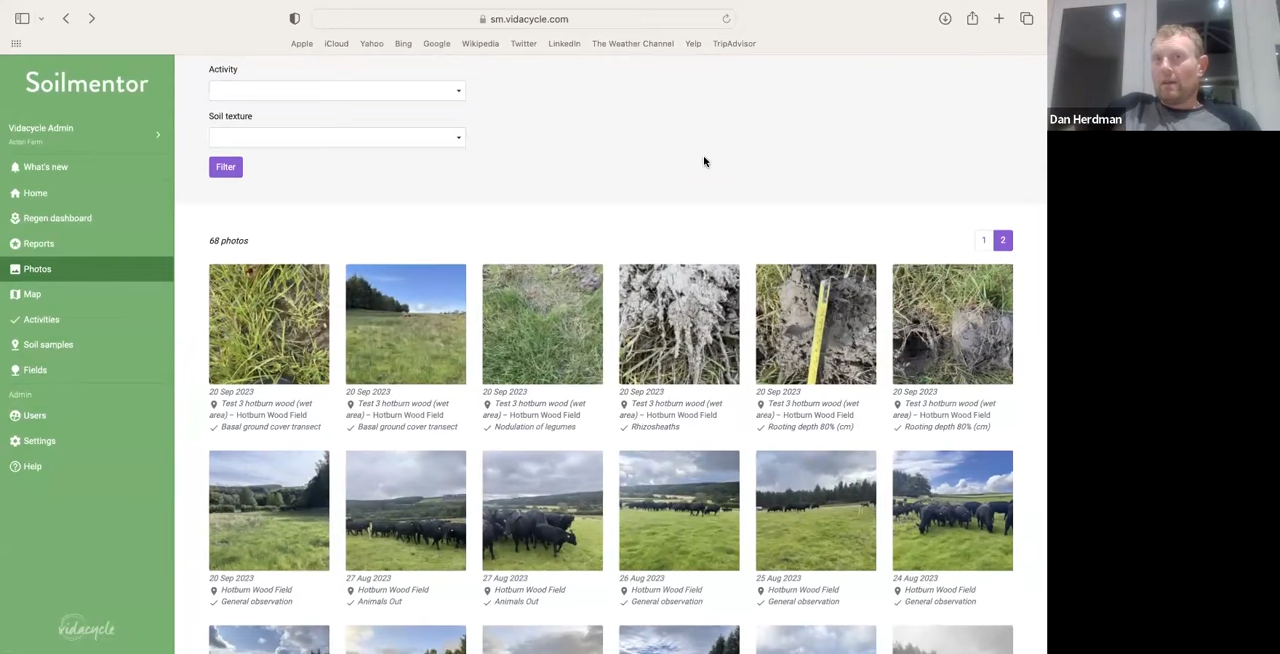 sm.vidacycle.com
Apple iCloud Yahoo Bing Google Wikipedia Twitter LinkedIn The Weather Channel Yelp TripAdvisor
Soilmentor
Vidacycle Admin
Aston Farm
What's new
Home
Regen dashboard
Reports
Photos
Map
Activities
Soil samples
Fields
Admin
Users
Settings
Help
vidacycle
Activity
Soil texture
Filter
68 photos
1 2
20 Sep 2023
Test 3 hotburn wood (wet
area) – Hotburn Wood Field
Basal ground cover transect
20 Sep 2023
Test 3 hotburn wood (wet
area) – Hotburn Wood Field
Basal ground cover transect
20 Sep 2023
Test 3 hotburn wood (wet
area) – Hotburn Wood Field
Nodulation of legumes
20 Sep 2023
Test 3 hotburn wood (wet
area) – Hotburn Wood Field
Rhizosheaths
20 Sep 2023
Test 3 hotburn wood (wet
area) – Hotburn Wood Field
Rooting depth 80% (cm)
20 Sep 2023
Test 3 hotburn wood (wet
area) – Hotburn Wood Field
Rooting depth 80% (cm)
20 Sep 2023
Hotburn Wood Field
General observation
27 Aug 2023
Hotburn Wood Field
Animals Out
27 Aug 2023
Hotburn Wood Field
Animals Out
26 Aug 2023
Hotburn Wood Field
General observation
25 Aug 2023
Hotburn Wood Field
General observation
24 Aug 2023
Hotburn Wood Field
General observation
Dan Herdman